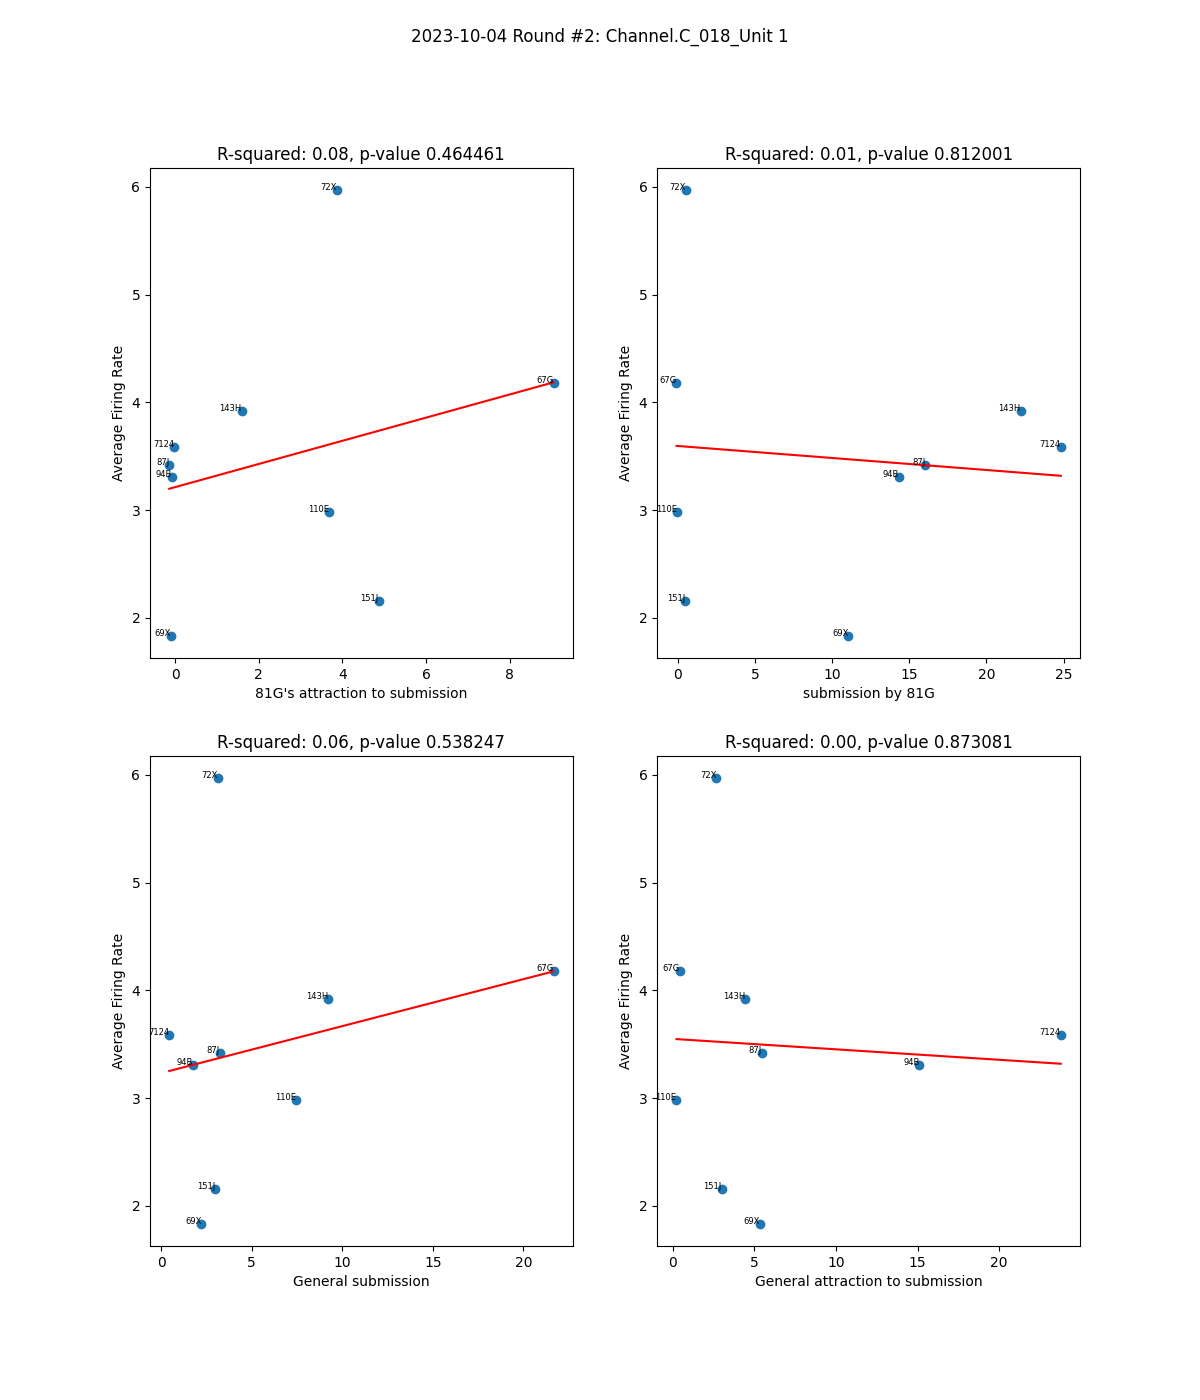 2023-10-04 Round #2: Channel.C_018_Unit 1
R-squared: 0.08, p-value 0.464461
6
5
4
3
2
Average Firing Rate
72X
67G
143H
7124
87J
94B
110E
151J
69X
0 2 4 6 8
81G's attraction to submission
R-squared: 0.01, p-value 0.812001
6
5
4
3
2
Average Firing Rate
72X
67G
143H
7124
87J
94B
110E
151J
69X
0 5 10 15 20 25
submission by 81G
R-squared: 0.06, p-value 0.538247
6
5
4
3
2
Average Firing Rate
72X
67G
143H
7124
87J
94B
110E
151J
69X
0 5 10 15 20
General submission
R-squared: 0.00, p-value 0.873081
6
5
4
3
2
Average Firing Rate
72X
67G
143H
7124
87J
94B
110E
151J
69X
0 5 10 15 20
General attraction to submission